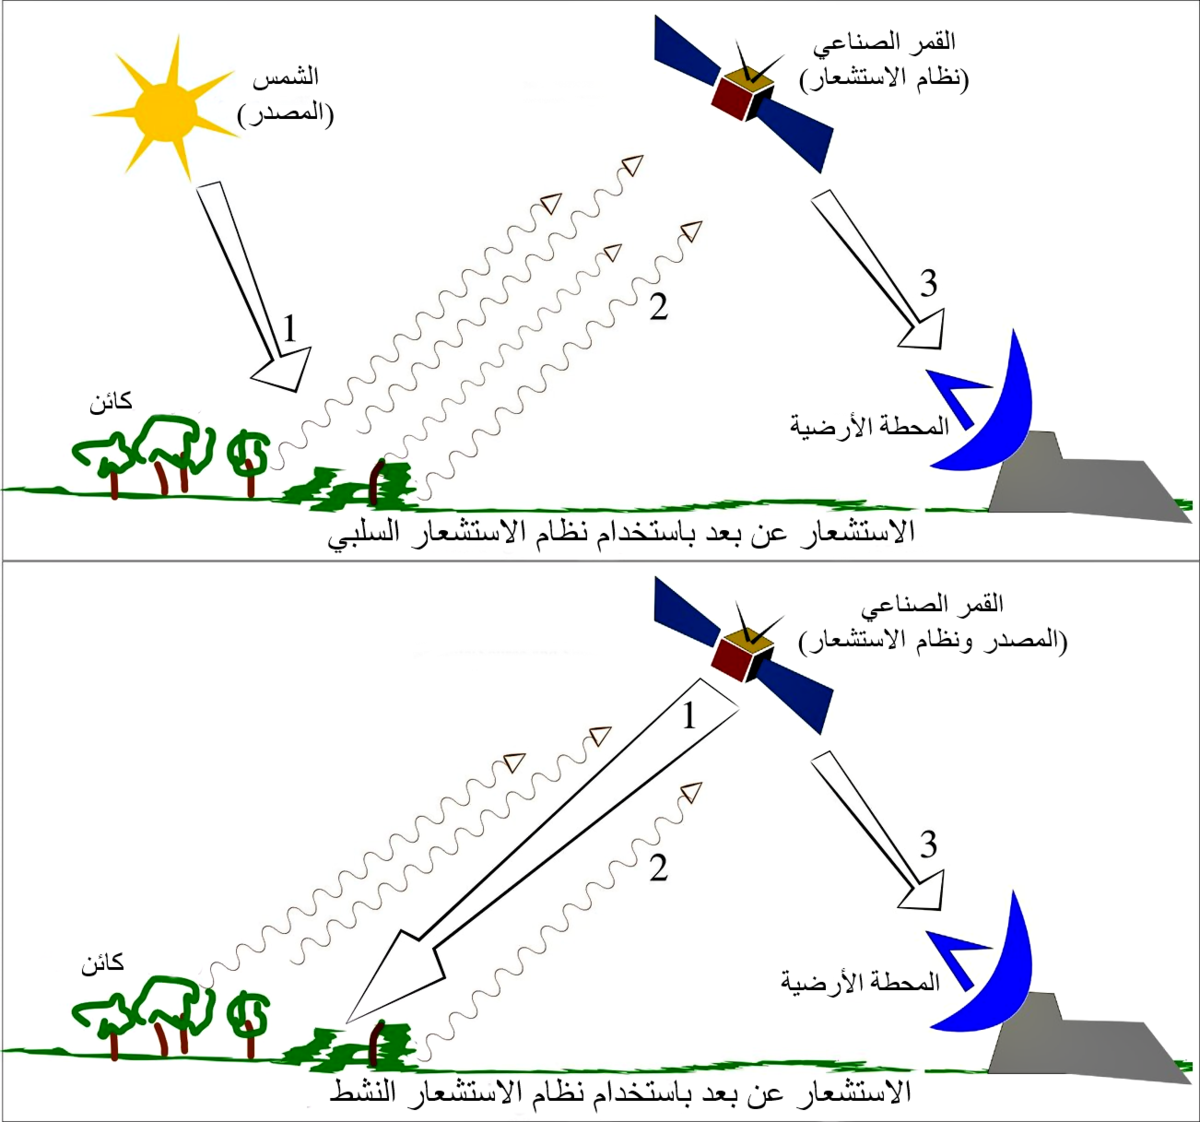 الشمس
(المصدر)
القمر الصناعي
(نظام الاستشعار)
1
2
3
كائن
المحطة الأرضية
الاستشعار عن بعد باستخدام نظام الاستشعار السلبي
القمر الصناعي
(المصدر ونظام الاستشعار)
1
2
3
كائن
المحطة الأرضية
الاستشعار عن بعد باستخدام نظام الاستشعار النشط